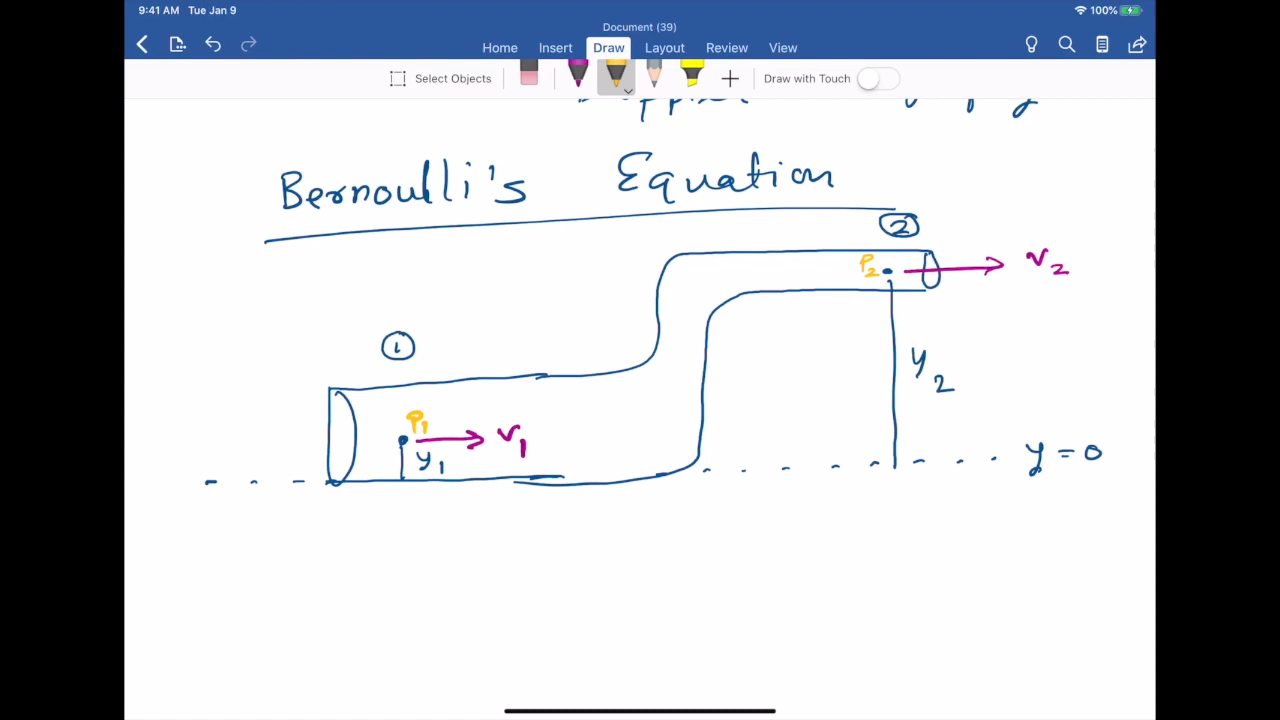 9:41 AM Tue Jan 9
100%
Document (39)
Home Insert Draw Layout Review View
Select Objects
Draw with Touch
Bernoulli's Equation
2
P2
v2
1
P1
v1
y1
y2
y = 0